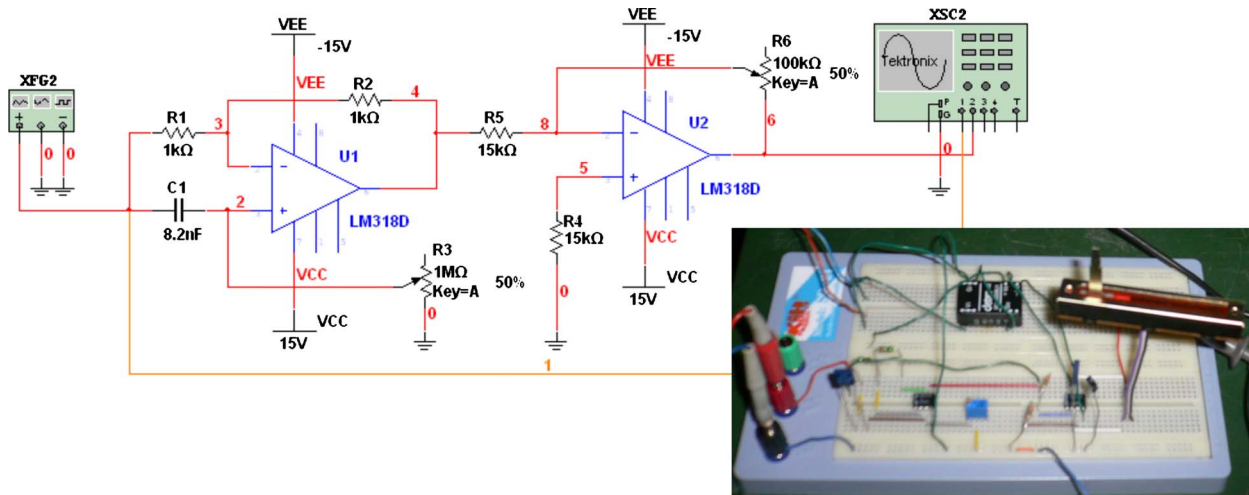 VEE
-15V
XFG2
VEE
R1
1kΩ
3
R2
1kΩ
4
U1
0
0
C1
8.2nF
2
LM318D
VCC
VCC
15V
R3
1MΩ
Key=A
50%
0
VEE
-15V
VEE
R6
100kΩ
Key=A
50%
6
XSC2
Tektronix
P
G
1 2 3 4 T
R5
15kΩ
8
U2
5
LM318D
R4
15kΩ
0
VCC
VCC
15V
0
1